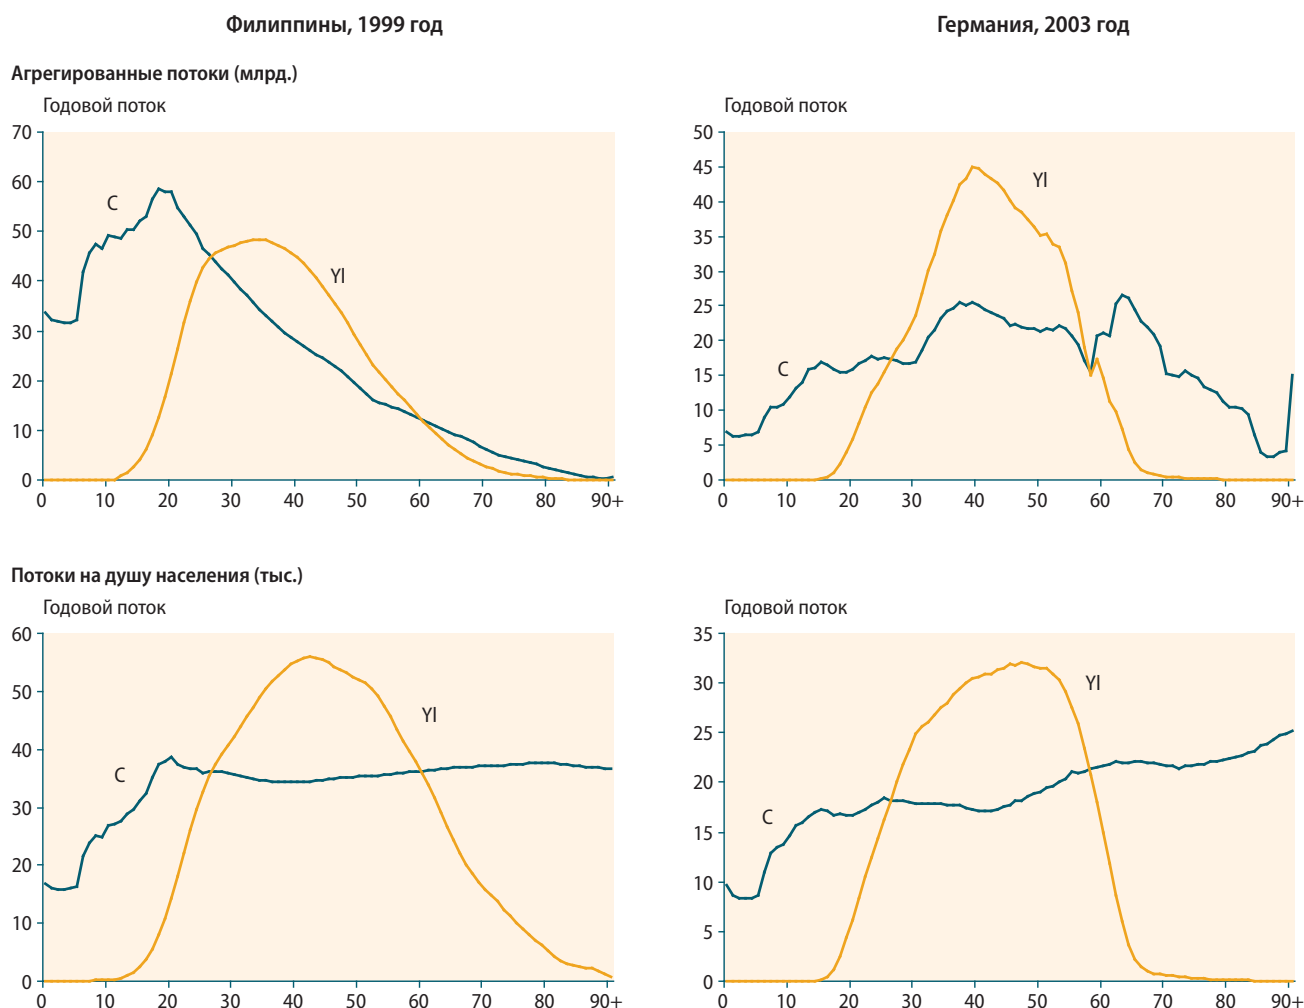 Филиппины, 1999 год
Германия, 2003 год
Агрегированные потоки (млрд.)
Годовой поток
70
60
50
40
30
20
10
0
C
Yl
0 10 20 30 40 50 60 70 80 90+
Годовой поток
50
45
40
35
30
25
20
15
10
5
0
Yl
C
0 10 20 30 40 50 60 70 80 90+
Потоки на душу населения (тыс.)
Годовой поток
60
50
40
30
20
10
0
Yl
C
0 10 20 30 40 50 60 70 80 90+
Годовой поток
35
30
25
20
15
10
5
0
Yl
C
0 10 20 30 40 50 60 70 80 90+